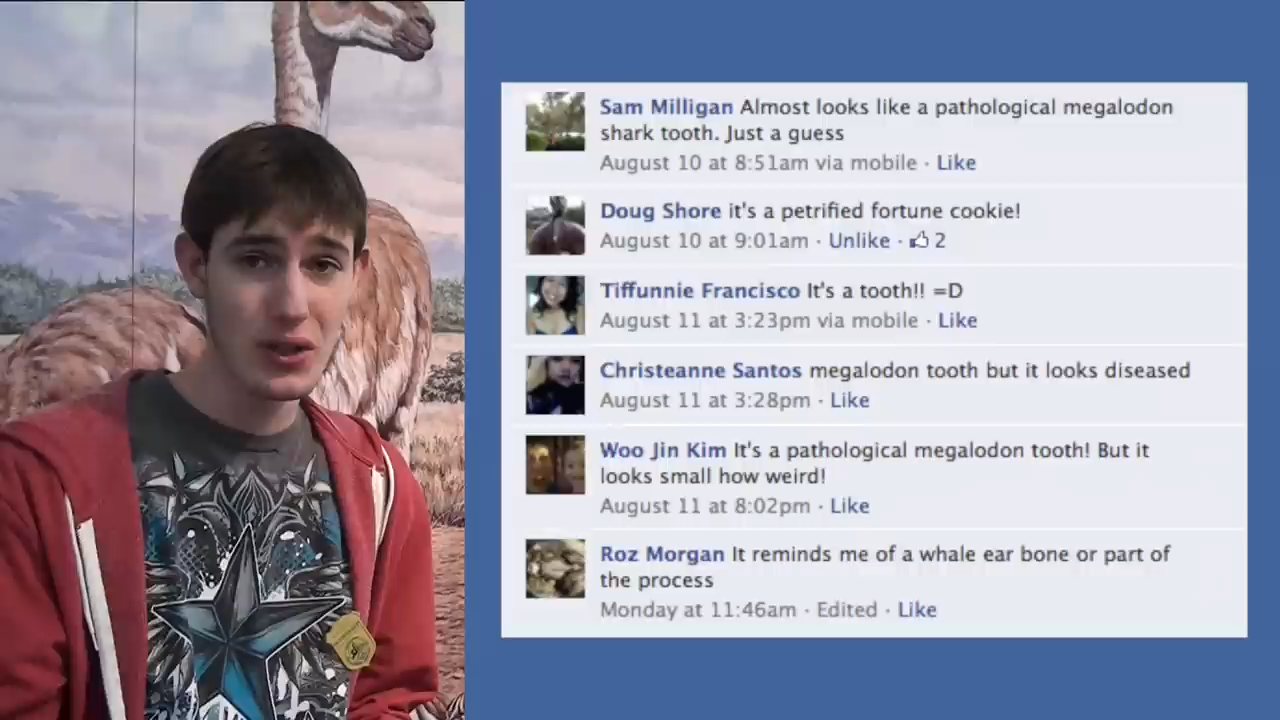 Sam Milligan Almost looks like a pathological megalodon
shark tooth. Just a guess
August 10 at 8:51am via mobile · Like
Doug Shore it's a petrified fortune cookie!
August 10 at 9:01am · Unlike · 2
Tiffunnie Francisco It's a tooth!! =D
August 11 at 3:23pm via mobile · Like
Christeanne Santos megalodon tooth but it looks diseased
August 11 at 3:28pm · Like
Woo Jin Kim It's a pathological megalodon tooth! But it
looks small how weird!
August 11 at 8:02pm · Like
Roz Morgan It reminds me of a whale ear bone or part of
the process
Monday at 11:46am · Edited · Like